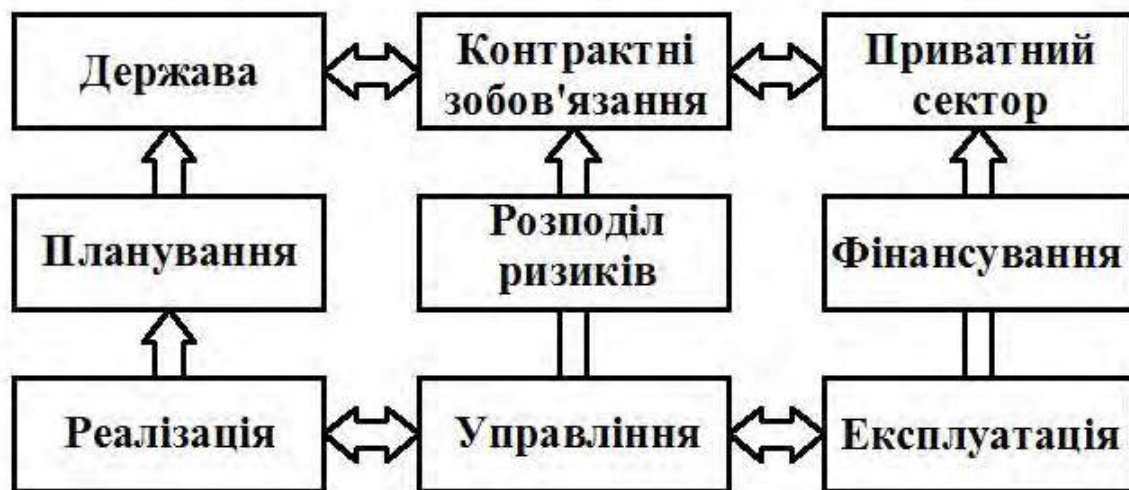 Держава
Контрактні
зобов'язання
Приватний
сектор
Планування
Розподіл
ризиків
Фінансування
Реалізація
Управління
Експлуатація